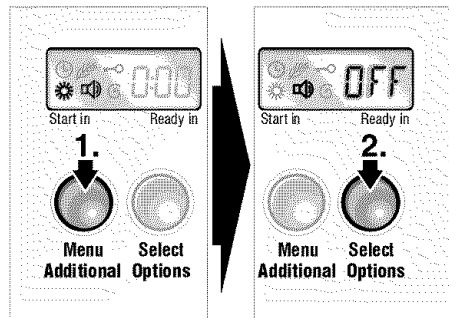 0:00
Start in Ready in
1.
Menu Select
Additional Options
OFF
Start in Ready in
2.
Menu Select
Additional Options